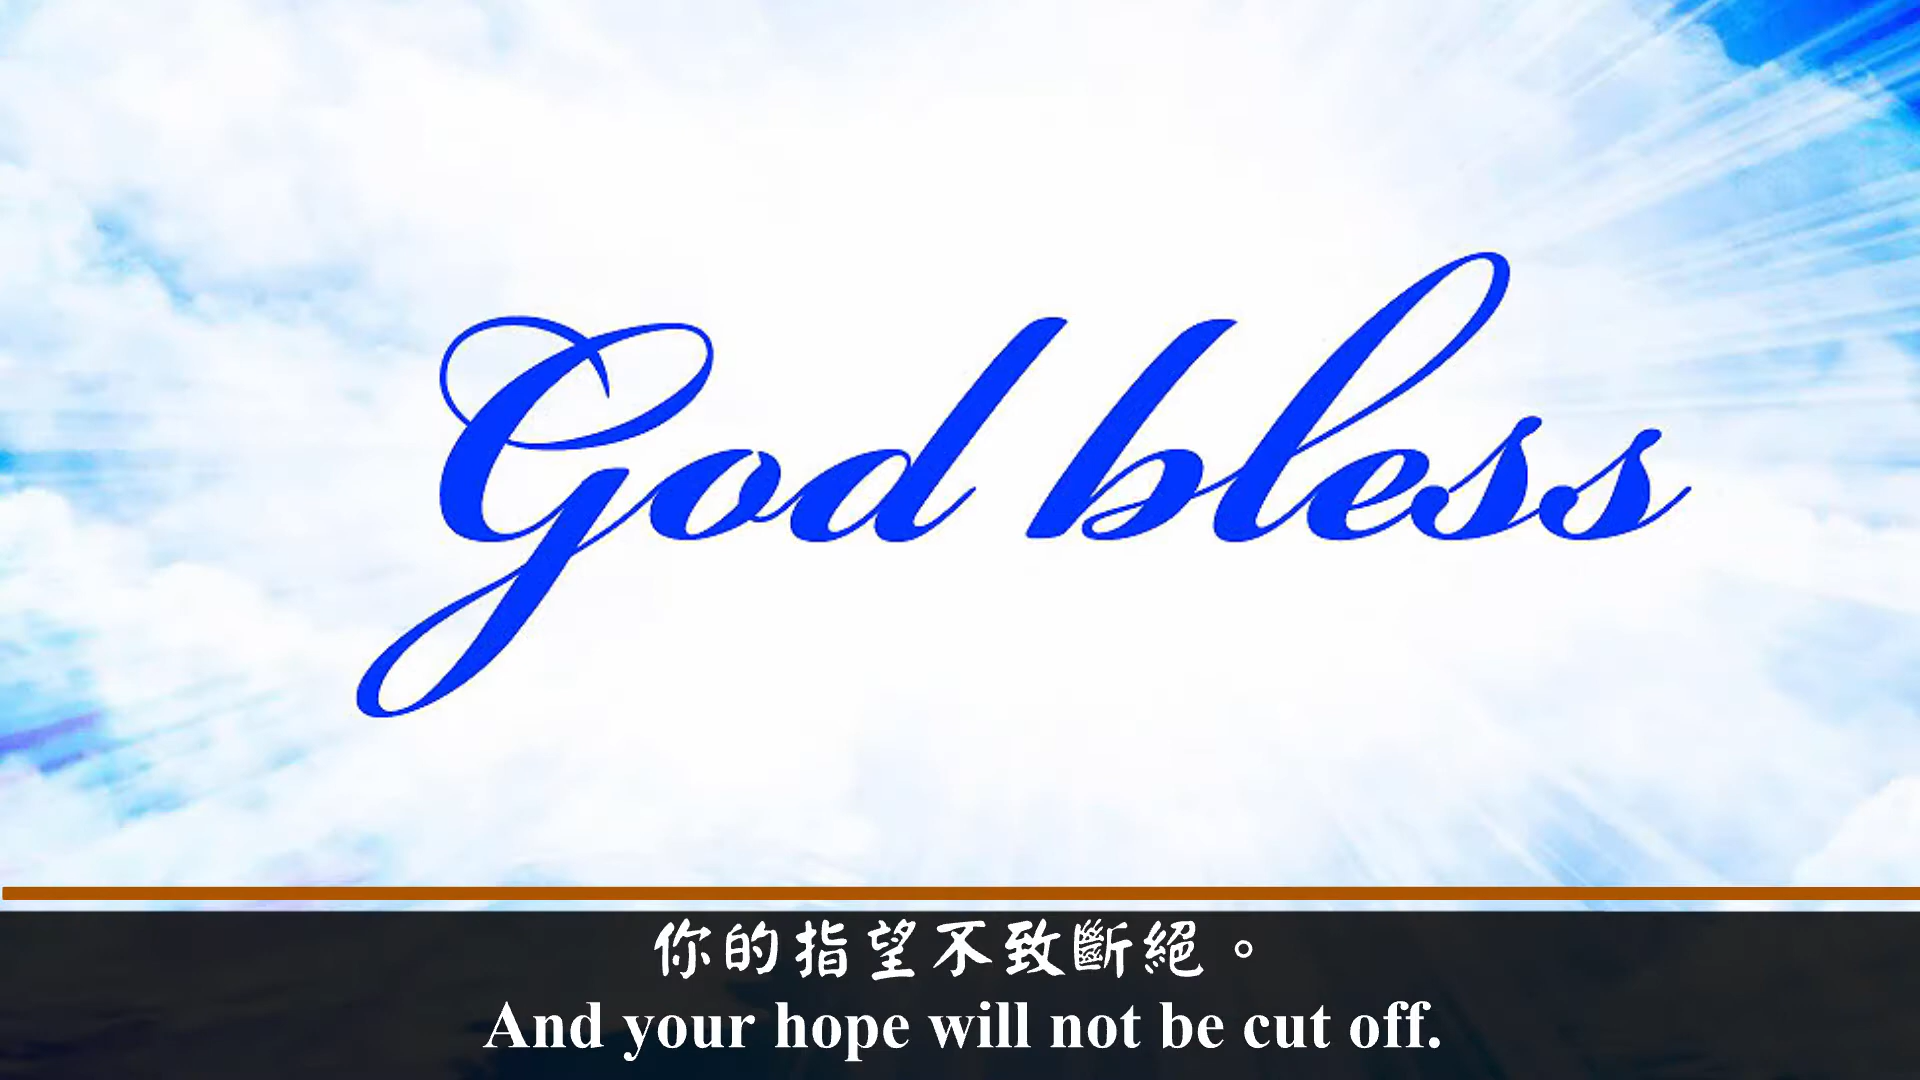 God bless
你的指望不致斷絕。
And your hope will not be cut off.